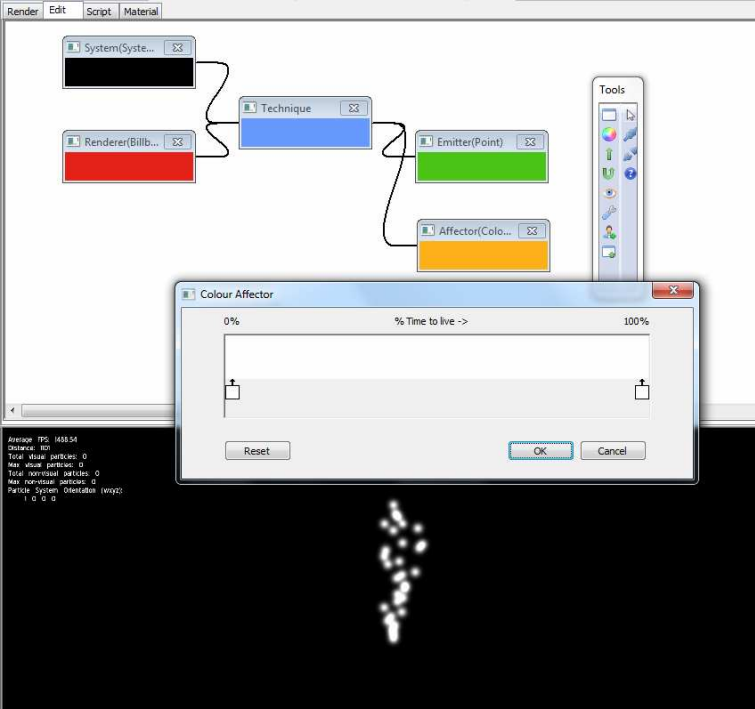 Render Edit Script Material
System(Syste...
Technique
Tools
Renderer(Billb...
Emitter(Point)
Affector(Colo...
Colour Affector
0% % Time to live -> 100%
Reset OK Cancel
Average FPS: 1488.54
Distance: 1101
Total visual particles: 0
Max visual particles: 0
Total non-visual particles: 0
Max non-visual particles: 0
Particle System Orientation (wxyz):
1 0 0 0